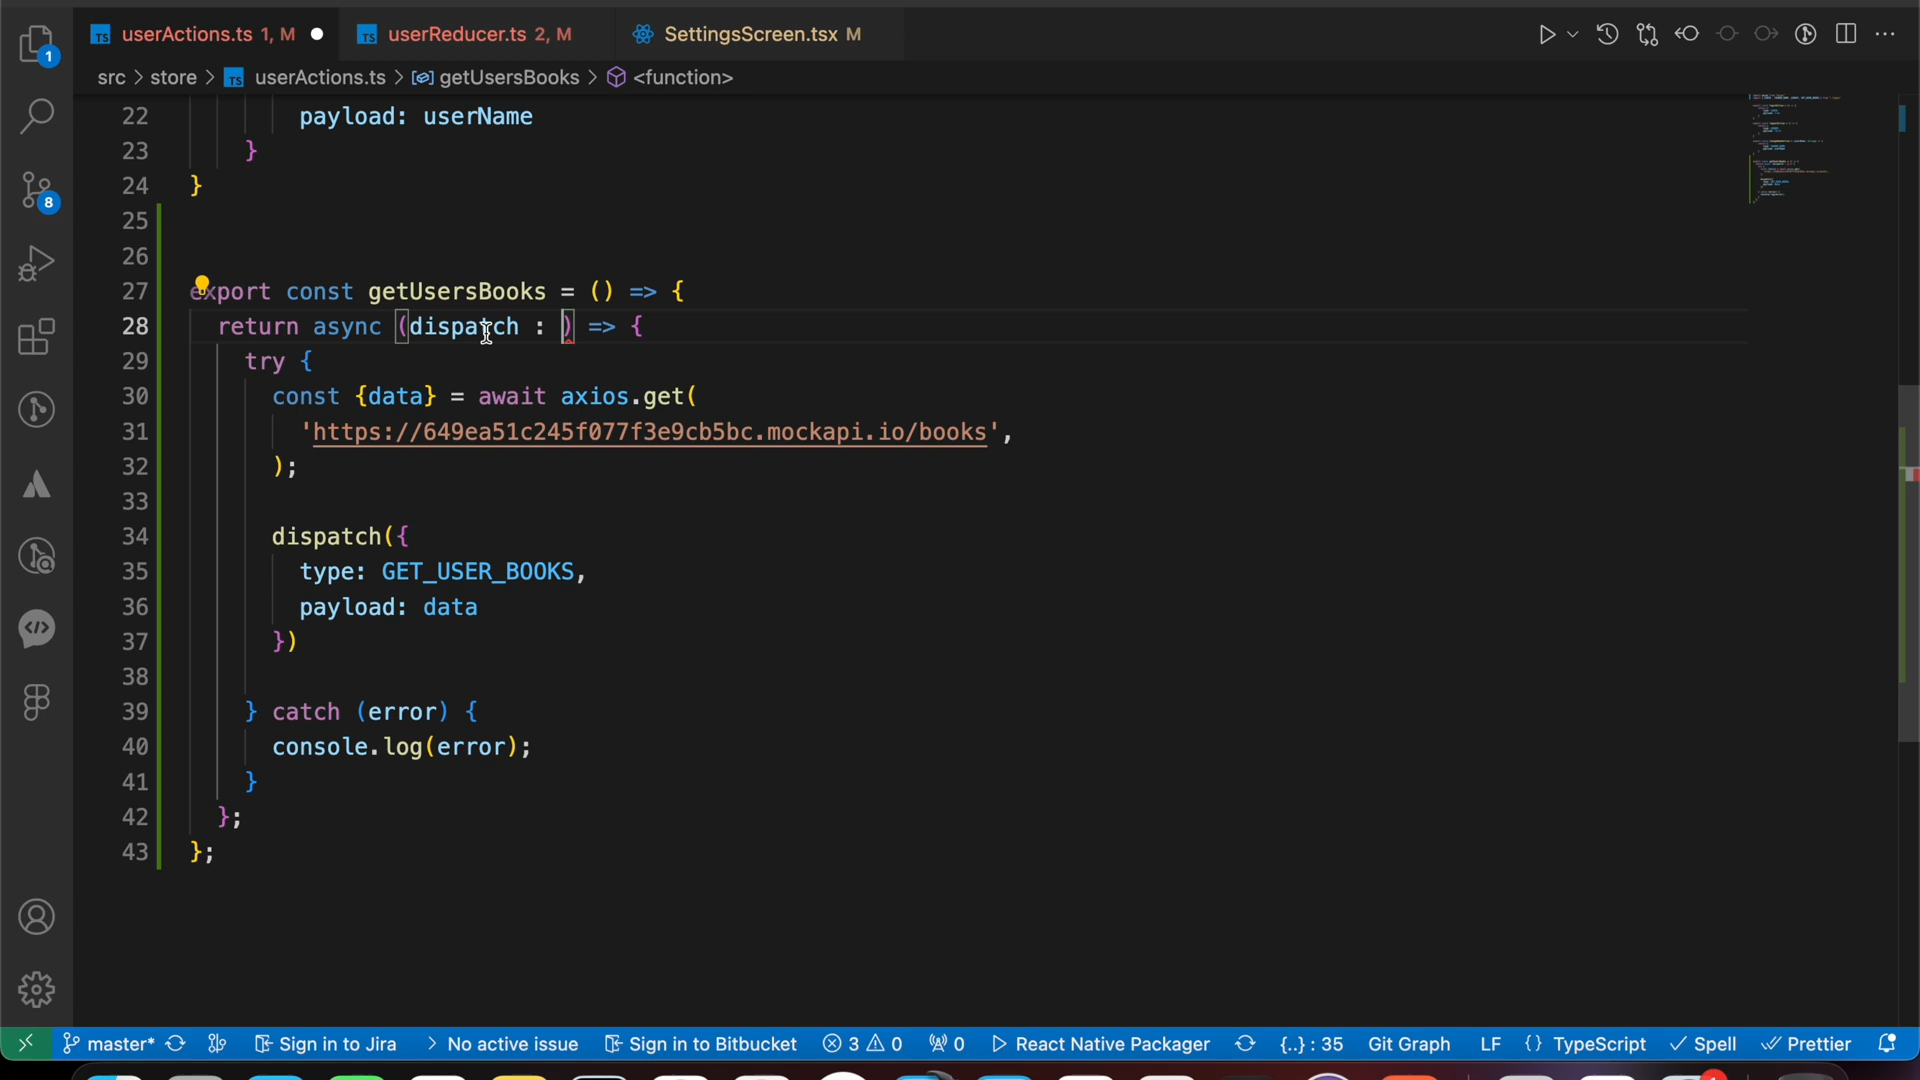 userActions.ts 1, M
userReducer.ts 2, M
SettingsScreen.tsx M
src > store > TS userActions.ts > getUsersBooks > <function>
22 payload: userName
23 }
24 }
25
26
27 export const getUsersBooks = () => {
28 return async (dispatch : ) => {
29 try {
30 const {data} = await axios.get(
31 'https://649ea51c245f077f3e9cb5bc.mockapi.io/books',
32 );
33
34 dispatch({
35 type: GET_USER_BOOKS,
36 payload: data
37 })
38
39 } catch (error) {
40 console.log(error);
41 }
42 };
43 };
1
8
master* Sign in to Jira > No active issue Sign in to Bitbucket 3 0 0 React Native Packager {..} : 35 Git Graph LF {} TypeScript Spell Prettier